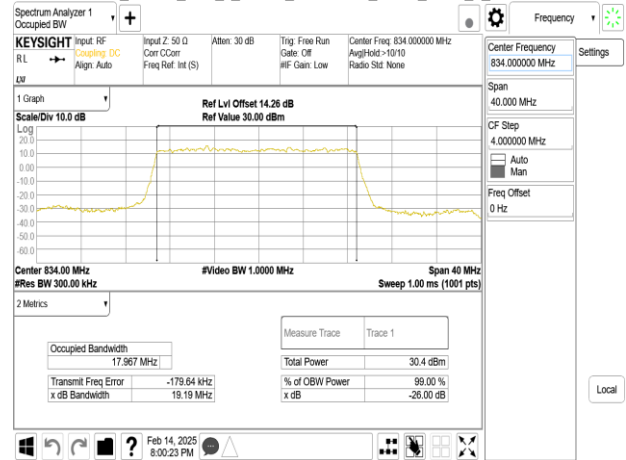 Spectrum Analyzer 1
Occupied BW
Frequency
KEYSIGHT
RL
LXI
Input: RF
Coupling: DC
Align: Auto
Input Z: 50 Ω
Corr CCorr
Freq Ref: Int (S)
Atten: 30 dB
Trig: Free Run
Gate: Off
#IF Gain: Low
Center Freq: 834.000000 MHz
Avg|Hold:>10/10
Radio Std: None
Center Frequency
834.000000 MHz
Settings
Span
40.000 MHz
CF Step
4.000000 MHz
Auto
Man
Freq Offset
0 Hz
Local
1 Graph
Scale/Div 10.0 dB
Ref Lvl Offset 14.26 dB
Ref Value 30.00 dBm
Log
20.0
10.0
0.00
-10.0
-20.0
-30.0
-40.0
-50.0
-60.0
Center 834.00 MHz
#Video BW 1.0000 MHz
Span 40 MHz
#Res BW 300.00 kHz
Sweep 1.00 ms (1001 pts)
2 Metrics
Measure Trace Trace 1
Occupied Bandwidth
17.967 MHz
Total Power 30.4 dBm
Transmit Freq Error -179.64 kHz
% of OBW Power 99.00 %
x dB Bandwidth 19.19 MHz
x dB -26.00 dB
?
Feb 14, 2025
8:00:23 PM